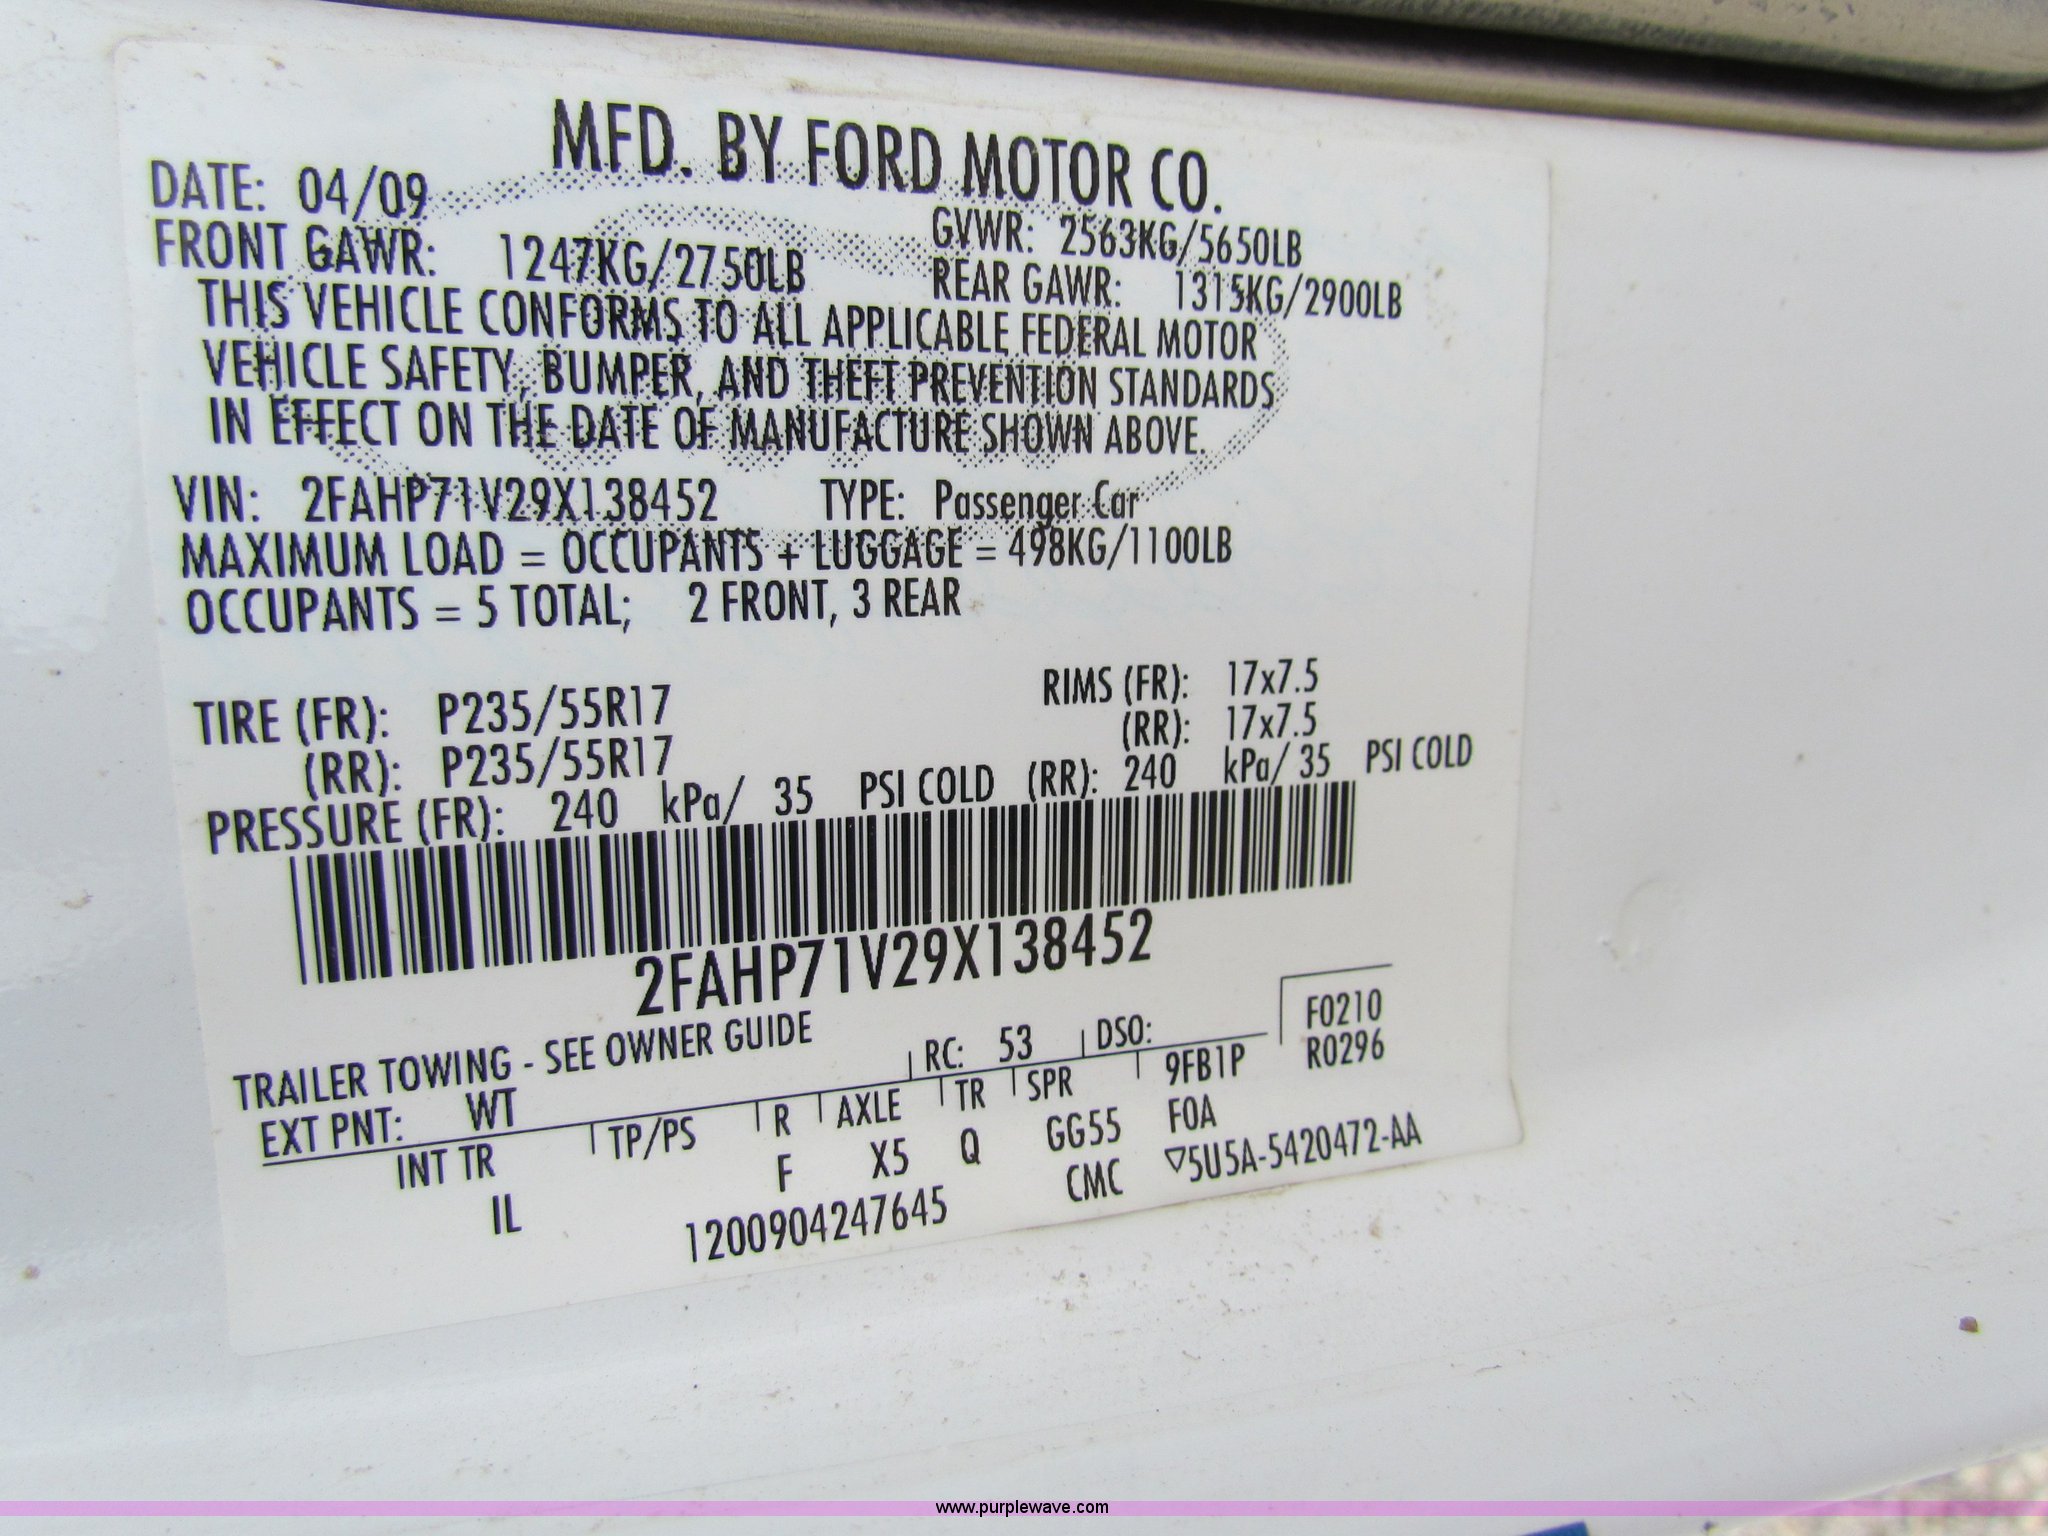 MFD. BY FORD MOTOR CO.
DATE: 04/09
GVWR: 2563KG/5650LB
FRONT GAWR: 1247KG/2750LB
REAR GAWR: 1315KG/2900LB
THIS VEHICLE CONFORMS TO ALL APPLICABLE FEDERAL MOTOR
VEHICLE SAFETY, BUMPER, AND THEFT PREVENTION STANDARDS
IN EFFECT ON THE DATE OF MANUFACTURE SHOWN ABOVE.
VIN: 2FAHP71V29X138452 TYPE: Passenger Car
MAXIMUM LOAD = OCCUPANTS + LUGGAGE = 498KG/1100LB
OCCUPANTS = 5 TOTAL; 2 FRONT, 3 REAR
TIRE (FR): P235/55R17 RIMS (FR): 17x7.5
(RR): P235/55R17 (RR): 17x7.5
PRESSURE (FR): 240 kPa/ 35 PSI COLD (RR): 240 kPa/ 35 PSI COLD
2FAHP71V29X138452
TRAILER TOWING - SEE OWNER GUIDE
F0210
R0296
EXT PNT: WT RC: 53 DSO:
INT TR TP/PS R AXLE TR SPR 9FB1P
IL F X5 Q GG55 F0A
1200904247645 CMC ▽5U5A-5420472-AA
www.purplewave.com